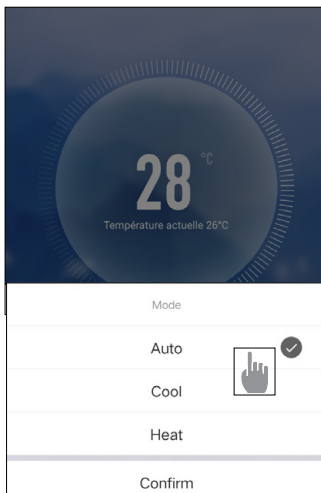 28 °C
Température actuelle 26°C
Mode
Auto
Cool
Heat
Confirm